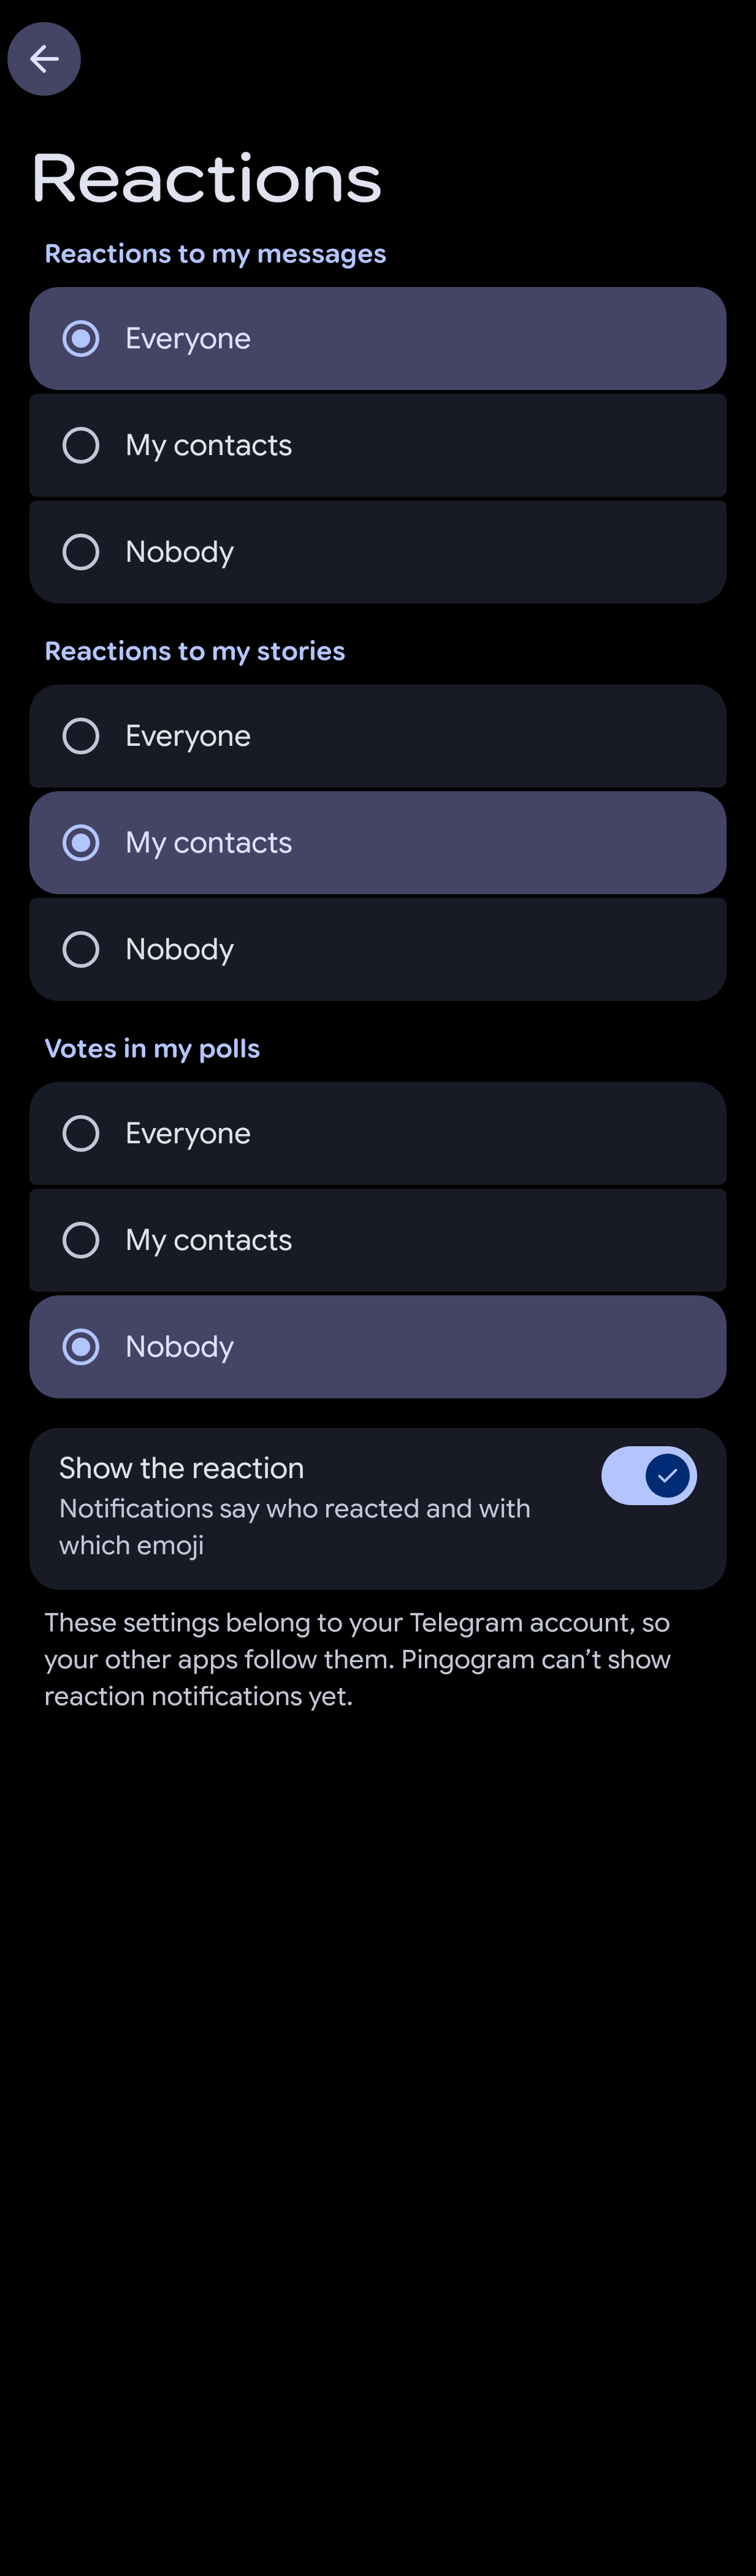 Reactions
Reactions to my messages
Everyone
My contacts
Nobody
Reactions to my stories
Everyone
My contacts
Nobody
Votes in my polls
Everyone
My contacts
Nobody
Show the reaction
Notifications say who reacted and with
which emoji
These settings belong to your Telegram account, so
your other apps follow them. Pingogram can’t show
reaction notifications yet.